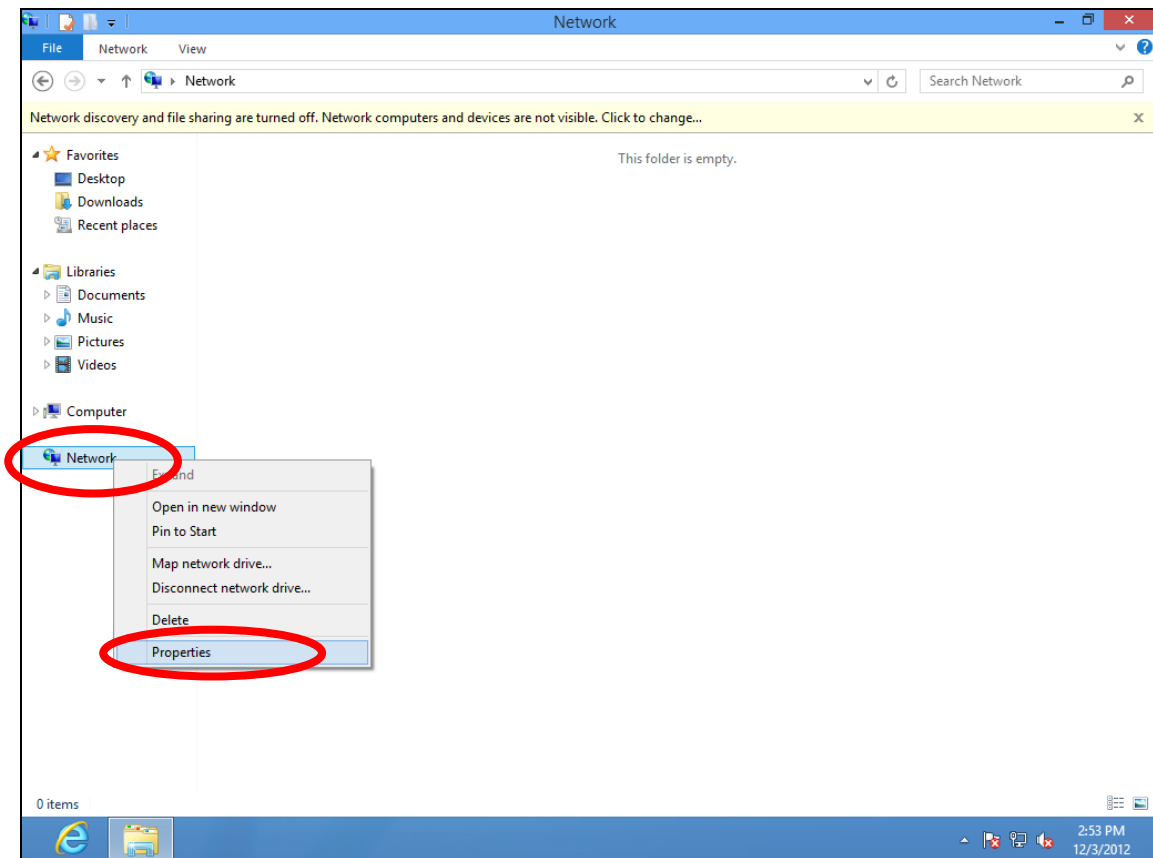 Network
File Network View
Network
Search Network
Network discovery and file sharing are turned off. Network computers and devices are not visible. Click to change...
Favorites
This folder is empty.
Desktop
Downloads
Recent places
Libraries
Documents
Music
Pictures
Videos
Computer
Network
Expand
Open in new window
Pin to Start
Map network drive...
Disconnect network drive...
Delete
Properties
0 items
2:53 PM
12/3/2012